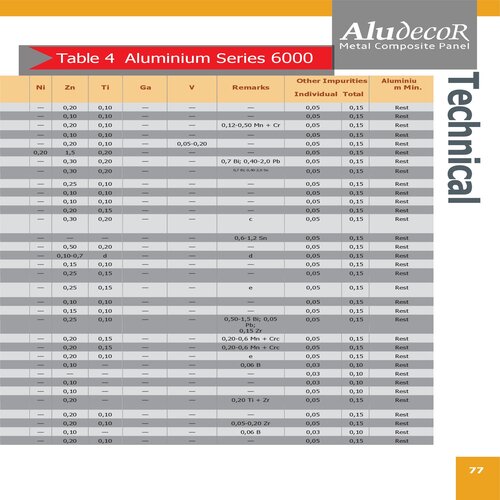 AludecoR
Metal Composite Panel
Table 4 Aluminium Series 6000
Technical
Other Impurities Aluminiu
Ni Zn Ti Ga V Remarks m Min.
Individual Total
— 0,20 0,10 — — — 0,05 0,15 Rest
— 0,10 0,10 — — — 0,05 0,15 Rest
— 0,20 0,10 — — 0,12-0,50 Mn + Cr 0,05 0,15 Rest
— 0,10 0,10 — — — 0,05 0,15 Rest
— 0,20 0,10 — 0,05-0,20 — 0,05 0,15 Rest
0,20 1,5 0,20 — — — 0,05 0,15 Rest
— 0,30 0,20 — — 0,7 Bi; 0,40-2,0 Pb 0,05 0,15 Rest
— 0,30 0,20 — — 0,05 0,15 Rest
— 0,25 0,10 — — — 0,05 0,15 Rest
— 0,10 0,10 — — — 0,05 0,15 Rest
— 0,10 0,10 — — — 0,05 0,15 Rest
— 0,20 0,15 — — — 0,05 0,15 Rest
— 0,30 0,20 — — c 0,05 0,15 Rest
— — — — — 0,6-1,2 Sn 0,05 0,15 Rest
— 0,50 0,20 — — — 0,05 0,15 Rest
— 0,10-0,7 d — — d 0,05 0,15 Rest
— 0,15 0,10 — — — 0,05 0,15 Rest
— 0,25 0,15 — — — 0,05 0,15 Rest
— 0,25 0,15 — — e 0,05 0,15 Rest
— 0,10 0,10 — — — 0,05 0,15 Rest
— 0,15 0,10 — — — 0,05 0,15 Rest
— 0,25 0,10 — — 0,50-1,5 Bi; 0,05 0,05 0,15 Rest
Pb;
0,15 Zr
— 0,20 0,15 — — 0,20-0,6 Mn + Crc 0,05 0,15 Rest
— 0,20 0,15 — — 0,20-0,6 Mn + Crc 0,05 0,15 Rest
— 0,20 0,10 — — e 0,05 0,15 Rest
— 0,10 — — — 0,06 B 0,03 0,10 Rest
— 0,10 — — — — 0,03 0,10 Rest
— 0,10 — — — — 0,03 0,10 Rest
— 0,10 — — — — 0,05 0,15 Rest
— 0,20 — — — 0,20 Ti + Zr 0,05 0,15 Rest
— 0,20 0,10 — — — 0,05 0,15 Rest
— 0,20 0,10 — — 0,05-0,20 Zr 0,05 0,15 Rest
— 0,10 — — — 0,06 B 0,03 0,10 Rest
— 0,20 0,10 — — — 0,05 0,15 Rest
77